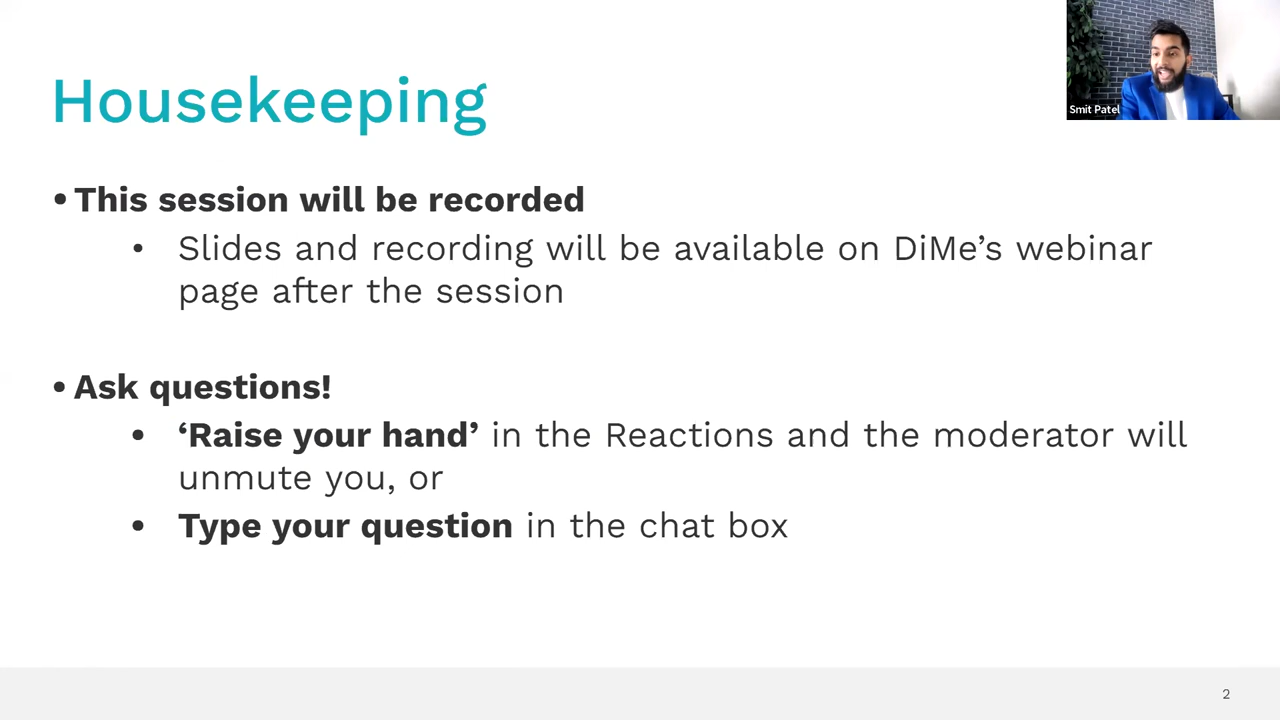 Housekeeping
Smit Patel
• This session will be recorded
• Slides and recording will be available on DiMe’s webinar
page after the session
• Ask questions!
• ‘Raise your hand’ in the Reactions and the moderator will
unmute you, or
• Type your question in the chat box
2